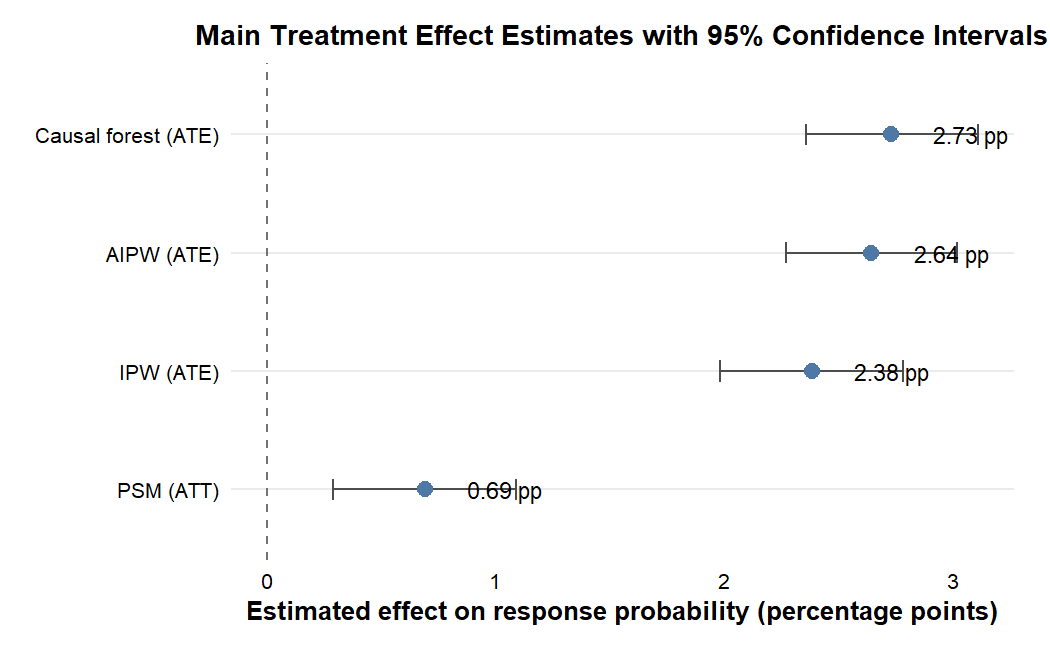 Main Treatment Effect Estimates with 95% Confidence Intervals
Causal forest (ATE)
2.73 pp
AIPW (ATE)
2.64 pp
IPW (ATE)
2.38 pp
PSM (ATT)
0.69 pp
0 1 2 3
Estimated effect on response probability (percentage points)